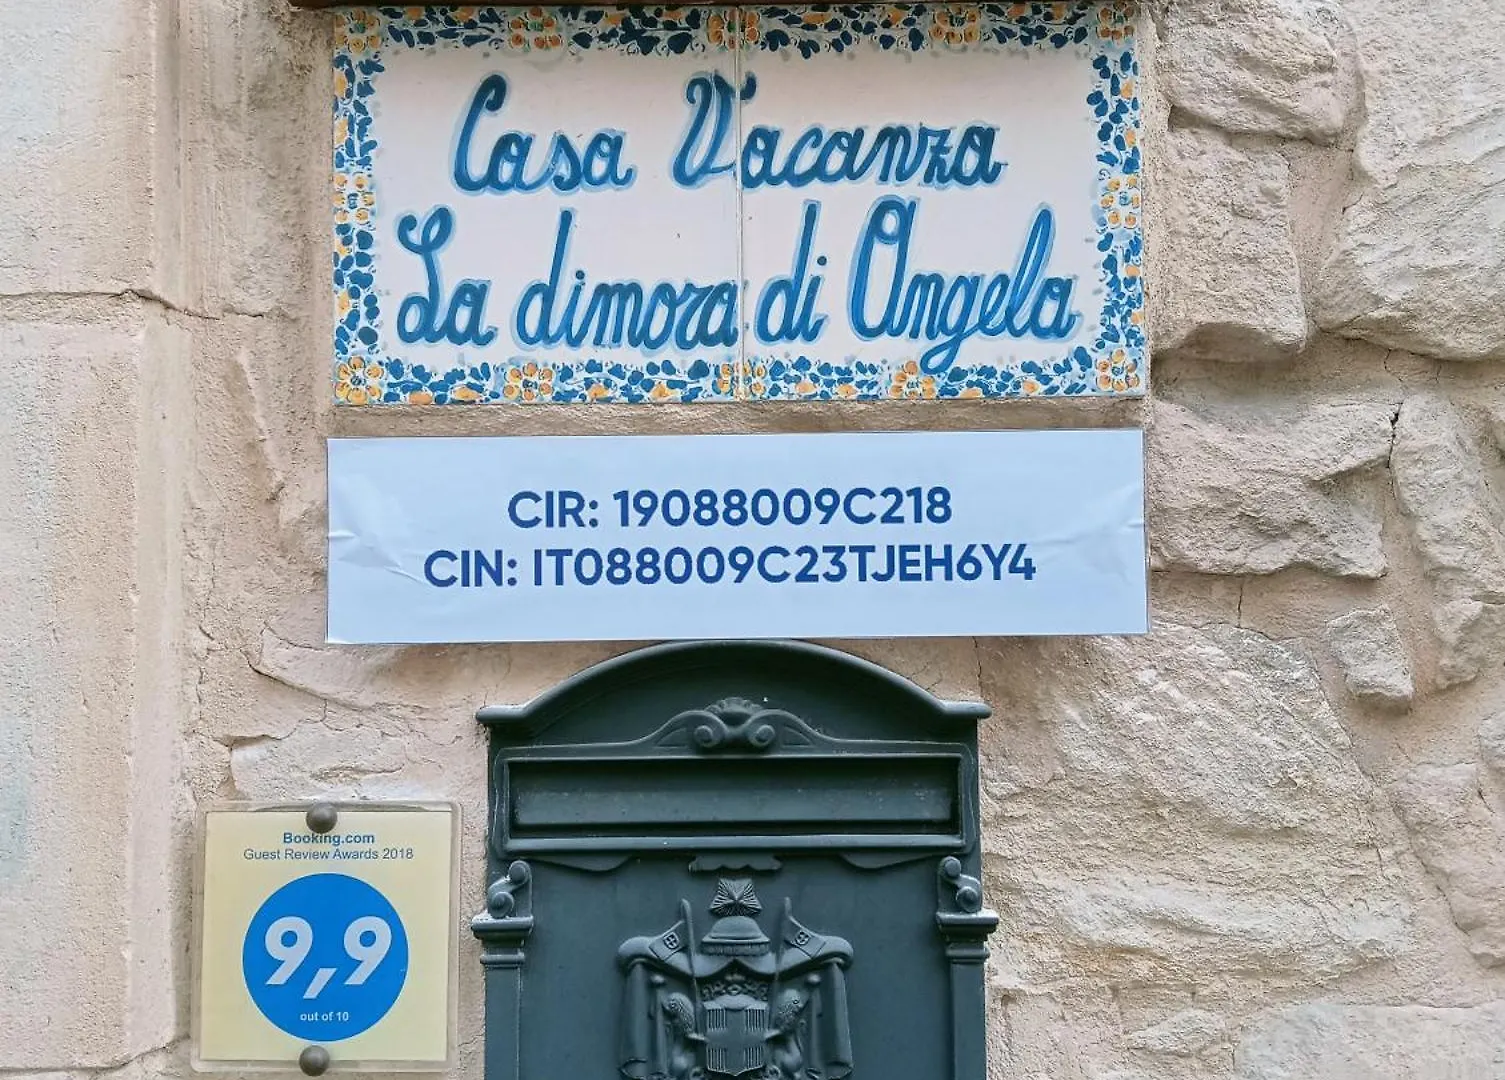 Casa Vacanza
La dimora di Angela
CIR: 19088009C218
CIN: IT088009C23TJEH6Y4
Booking.com
Guest Review Awards 2018
9,9
out of 10